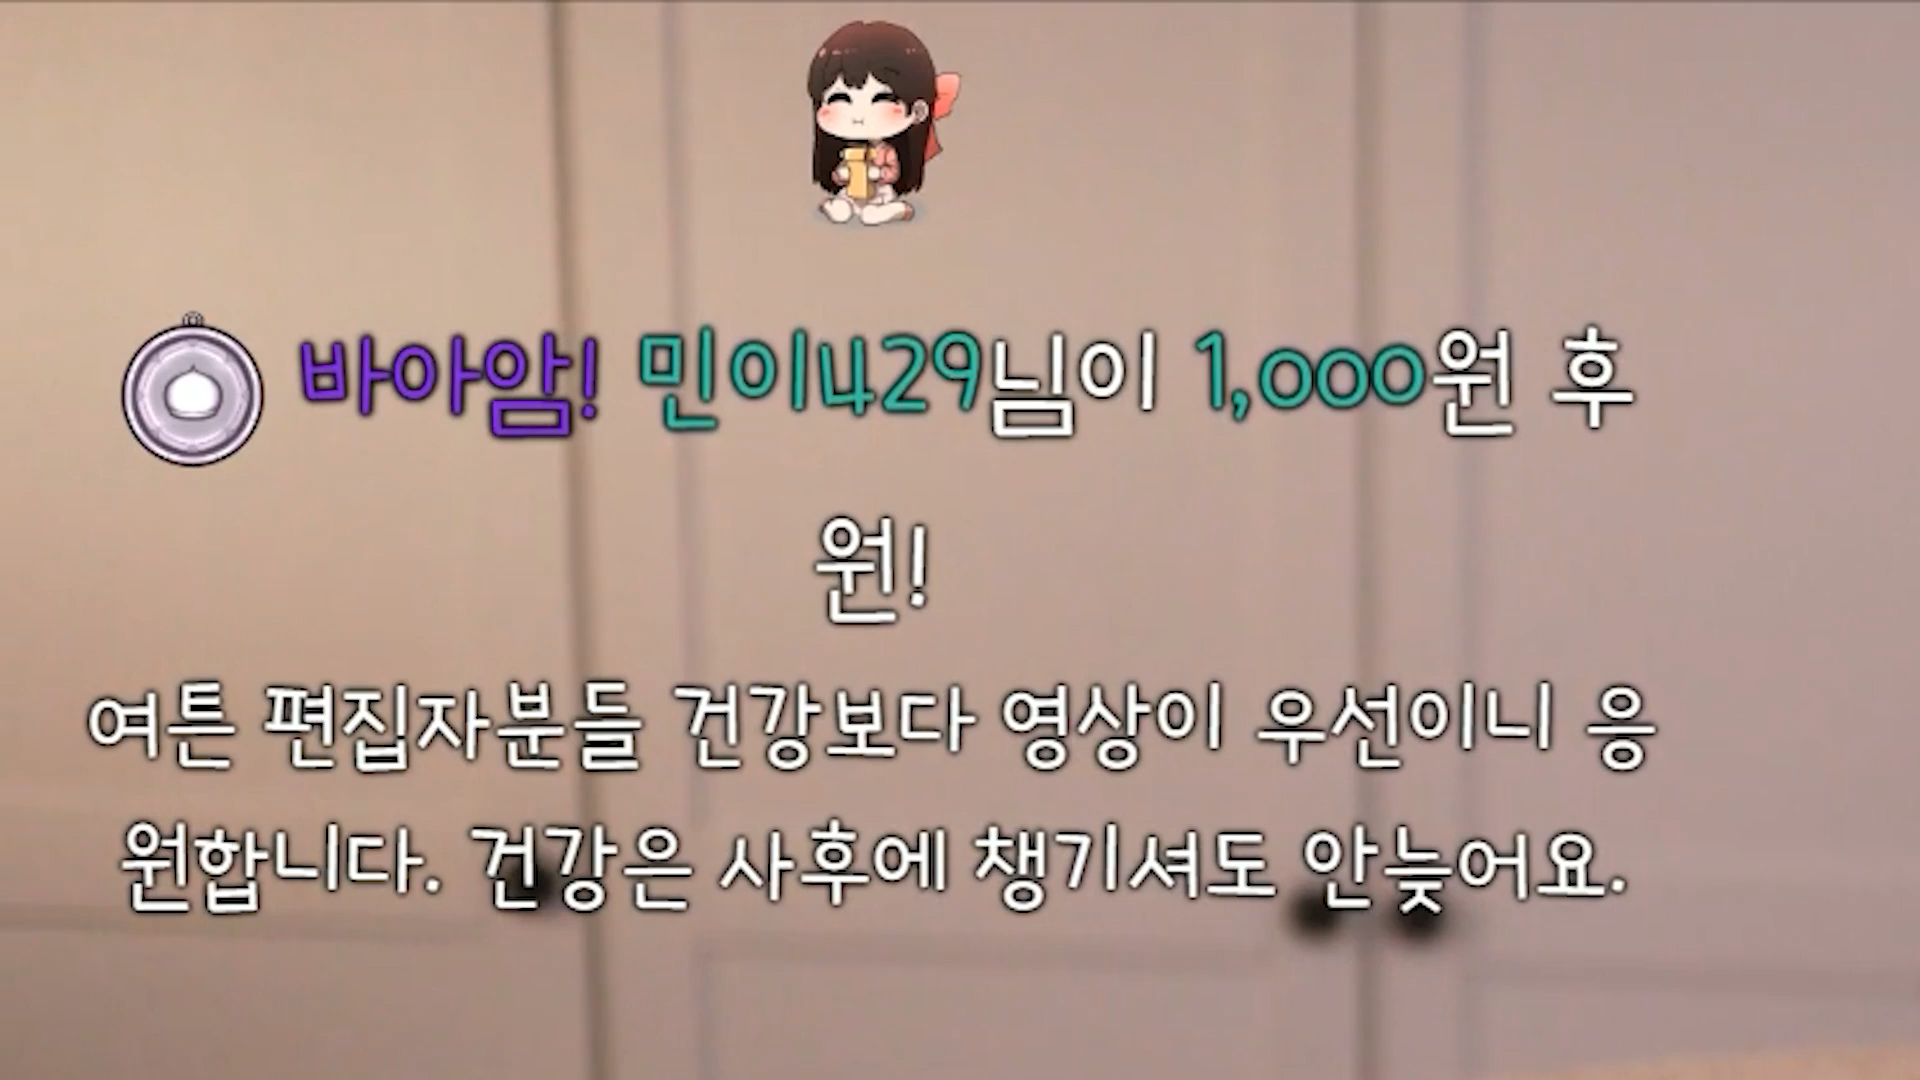 바아암! 민이429님이 1,000원 후
원!
여튼 편집자분들 건강보다 영상이 우선이니 응
원합니다. 건강은 사후에 챙기셔도 안늦어요.